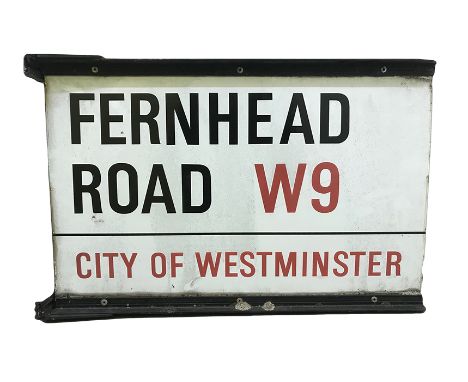 FERNHEAD
ROAD W9
CITY OF WESTMINSTER